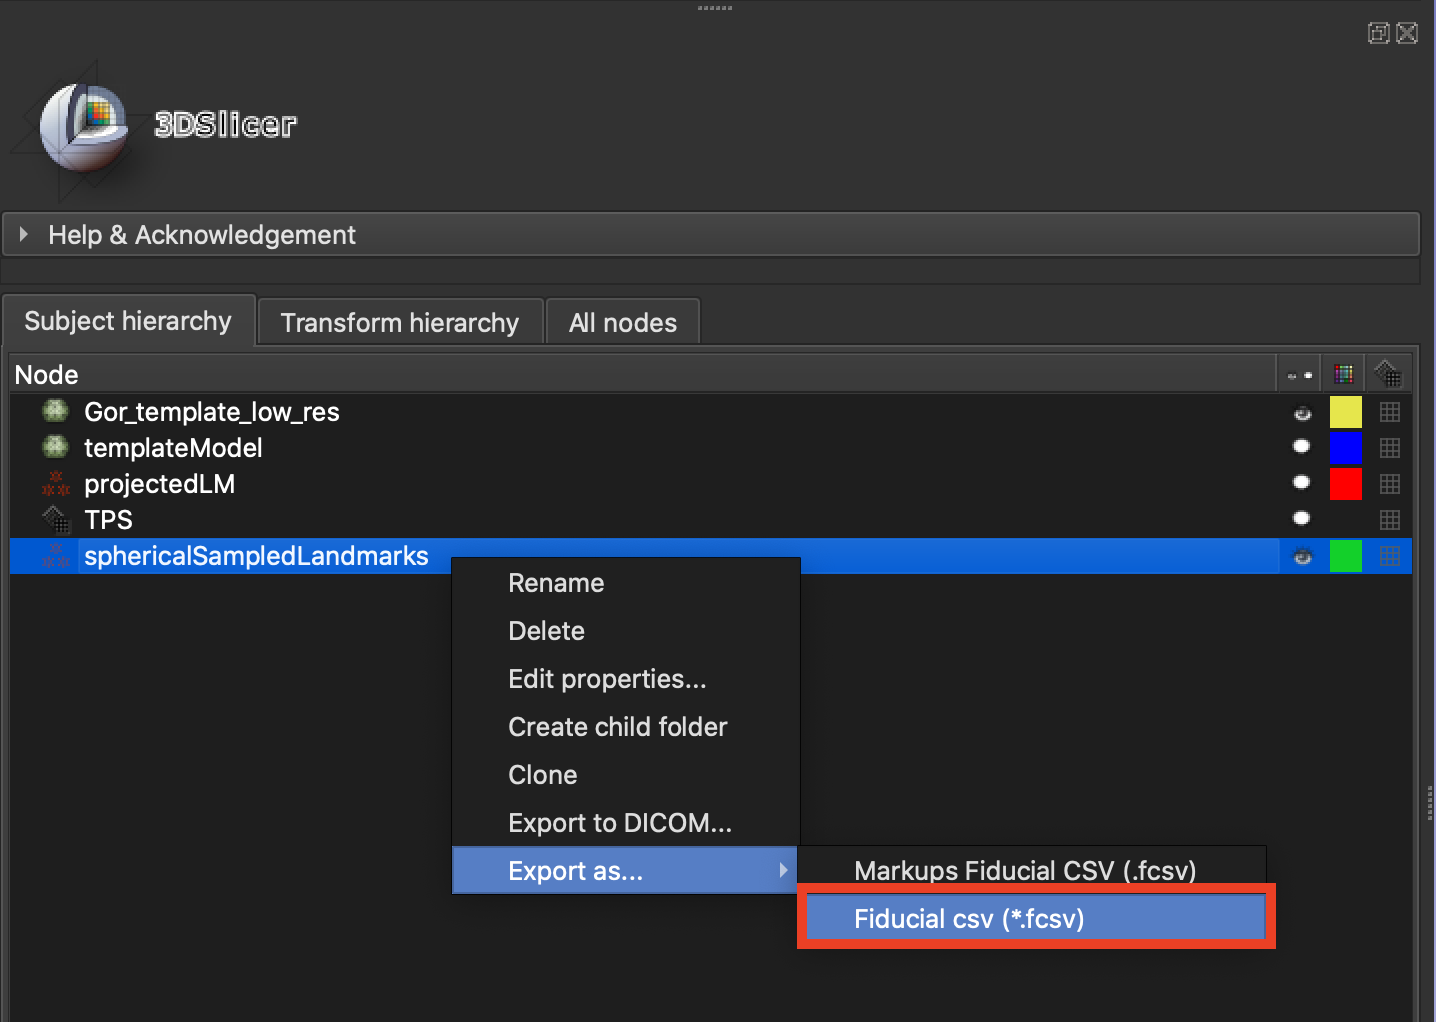 3DSlicer
Help & Acknowledgement
Subject hierarchy
Transform hierarchy
All nodes
Node
Gor_template_low_res
templateModel
projectedLM
TPS
sphericalSampledLandmarks
Rename
Delete
Edit properties...
Create child folder
Clone
Export to DICOM...
Export as...
Markups Fiducial CSV (.fcsv)
Fiducial csv (*.fcsv)